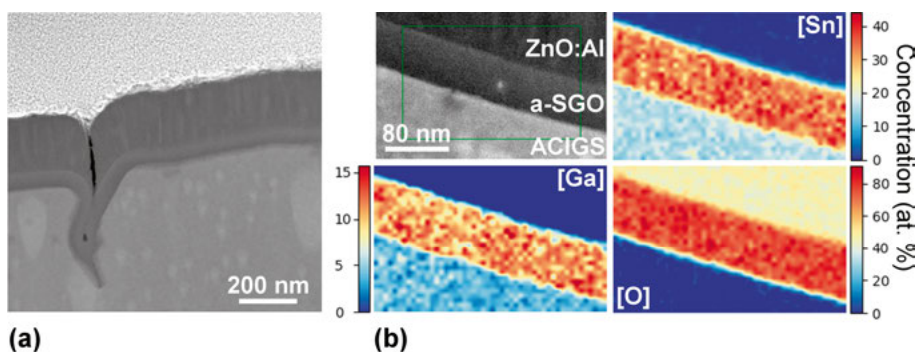 200 nm
(a)
ZnO:Al
a-SGO
ACIGS
80 nm
(b)
[Sn]
40
30
20
10
0
[Ga]
15
10
5
0
[O]
80
60
40
20
0
Concentration (at. %)